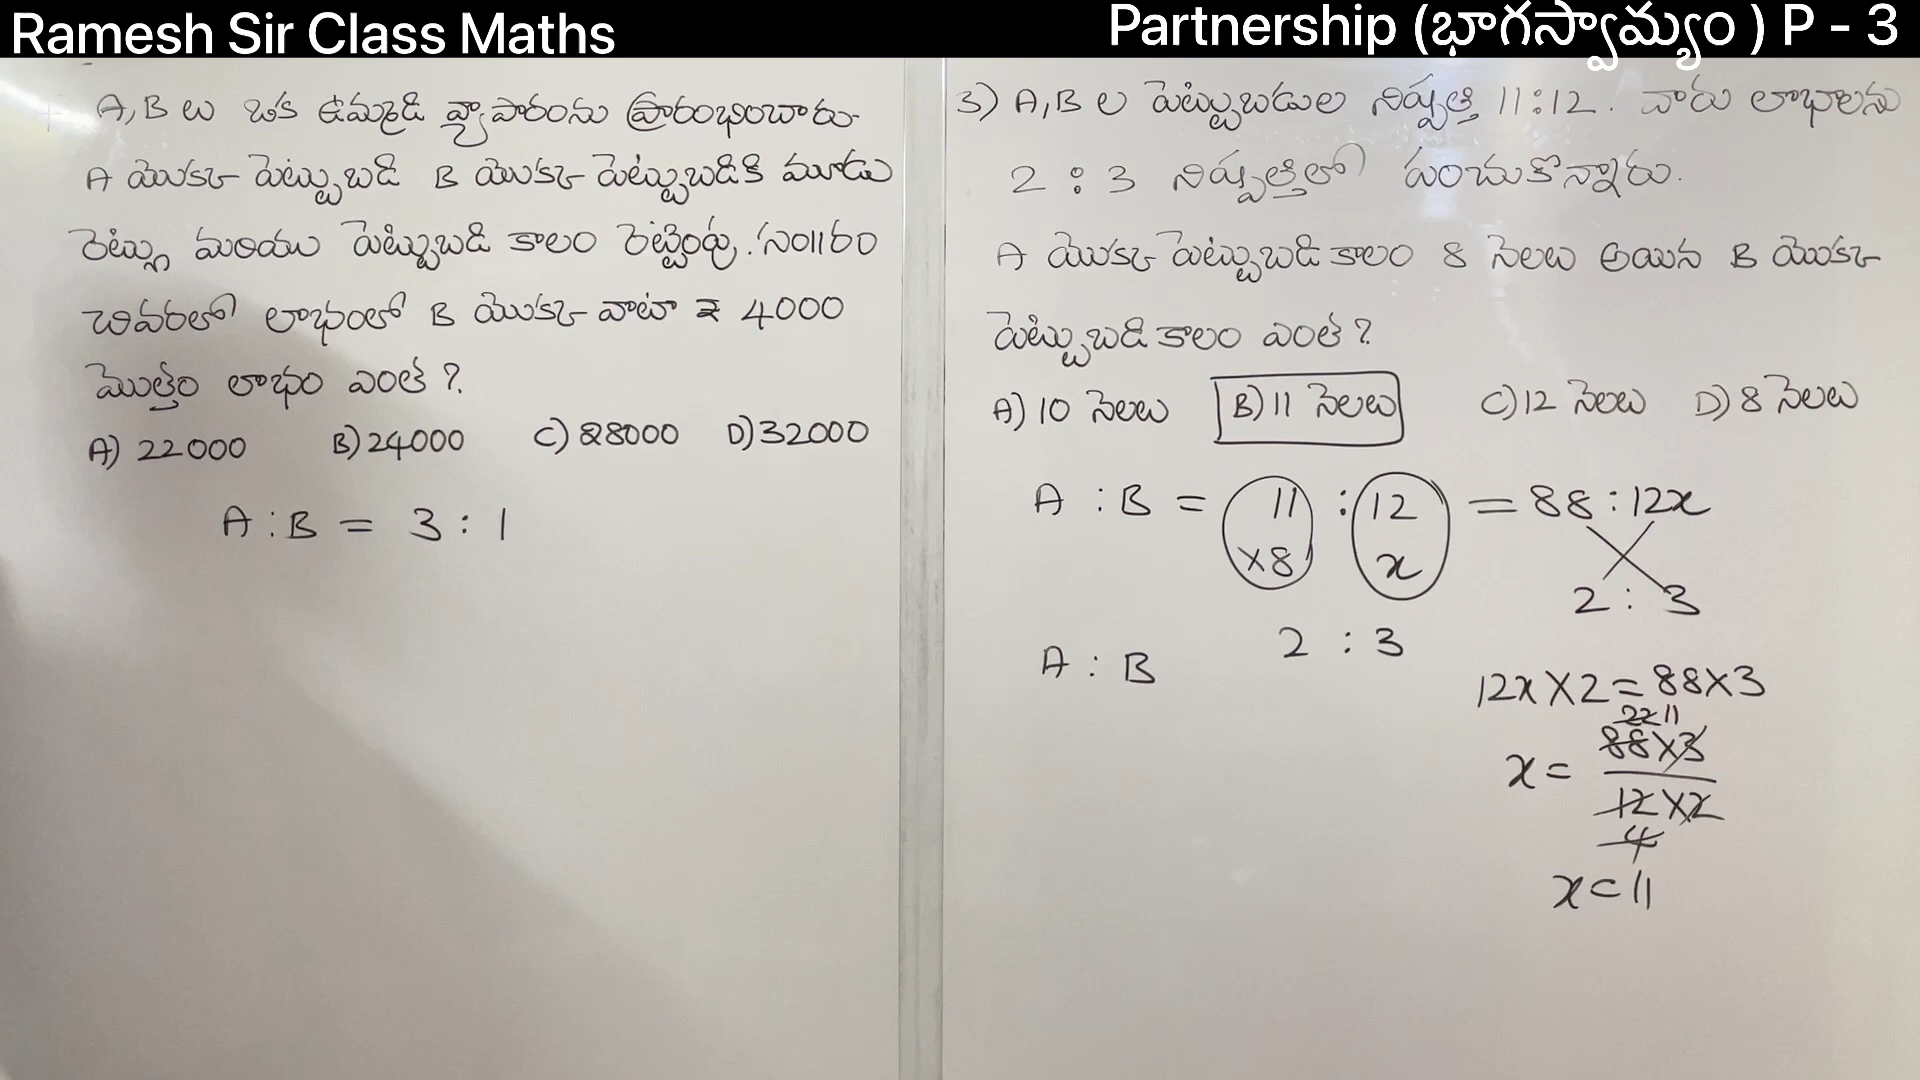 Ramesh Sir Class Maths
Partnership (భాగస్వామ్యం ) P - 3
A, B లు ఒక ఉమ్మడి వ్యాపారంను ప్రారంభించారు.
A యొక్క పెట్టుబడి B యొక్క పెట్టుబడికి మూడు
రెట్లు మరియు పెట్టుబడి కాలం రెట్టింపు. సం॥రం
చివరలో లాభంలో B యొక్క వాటా ₹ 4000
మొత్తం లాభం ఎంత ?
A) 22000 B) 24000 C) 28000 D) 32000
A : B = 3 : 1
3) A, B ల పెట్టుబడుల నిష్పత్తి 11 : 12 . వారు లాభాలను
2 : 3 నిష్పత్తిలో పంచుకొన్నారు.
A యొక్క పెట్టుబడి కాలం 8 నెలలు అయిన B యొక్క
పెట్టుబడి కాలం ఎంత ?
A) 10 నెలలు B) 11 నెలలు C) 12 నెలలు D) 8 నెలలు
A : B = 11 : 12 = 88 : 12x
×8 x
2 : 3
A : B 2 : 3
12x × 2 = 88 × 3
22 11
x = 88 × 3
12 × 2
4
x = 11